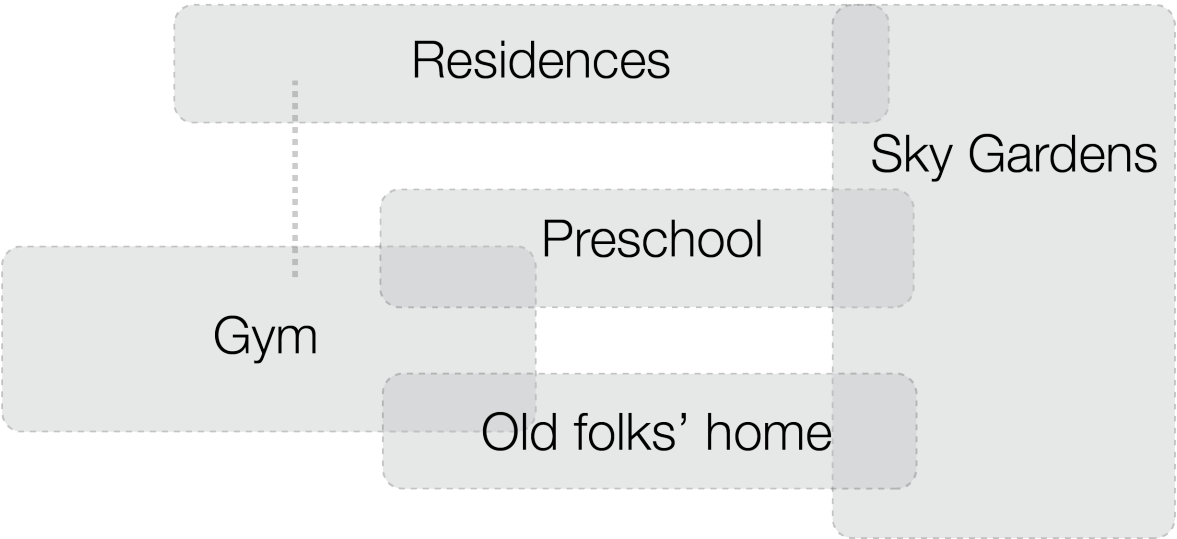 Residences
Sky Gardens
Preschool
Gym
Old folks’ home